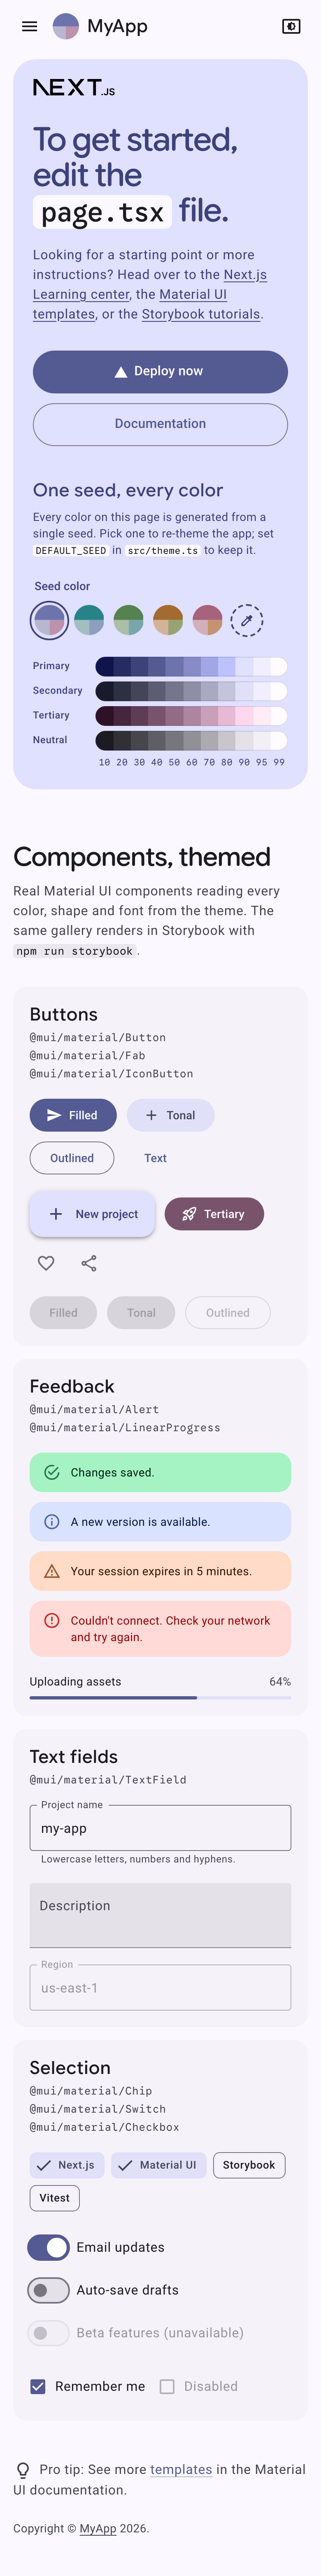 MyApp
NEXT.JS
To get started,
edit the
page.tsx file.
Looking for a starting point or more
instructions? Head over to the Next.js
Learning center, the Material UI
templates, or the Storybook tutorials.
Deploy now
Documentation
One seed, every color
Every color on this page is generated from a
single seed. Pick one to re-theme the app; set
DEFAULT_SEED in src/theme.ts to keep it.
Seed color
Primary
Secondary
Tertiary
Neutral
10 20 30 40 50 60 70 80 90 95 99
Components, themed
Real Material UI components reading every
color, shape and font from the theme. The
same gallery renders in Storybook with
npm run storybook.
Buttons
@mui/material/Button
@mui/material/Fab
@mui/material/IconButton
Filled
Tonal
Outlined
Text
New project
Tertiary
Filled
Tonal
Outlined
Feedback
@mui/material/Alert
@mui/material/LinearProgress
Changes saved.
A new version is available.
Your session expires in 5 minutes.
Couldn't connect. Check your network
and try again.
Uploading assets 64%
Text fields
@mui/material/TextField
Project name
my-app
Lowercase letters, numbers and hyphens.
Description
Region
us-east-1
Selection
@mui/material/Chip
@mui/material/Switch
@mui/material/Checkbox
Next.js
Material UI
Storybook
Vitest
Email updates
Auto-save drafts
Beta features (unavailable)
Remember me
Disabled
Pro tip: See more templates in the Material
UI documentation.
Copyright © MyApp 2026.